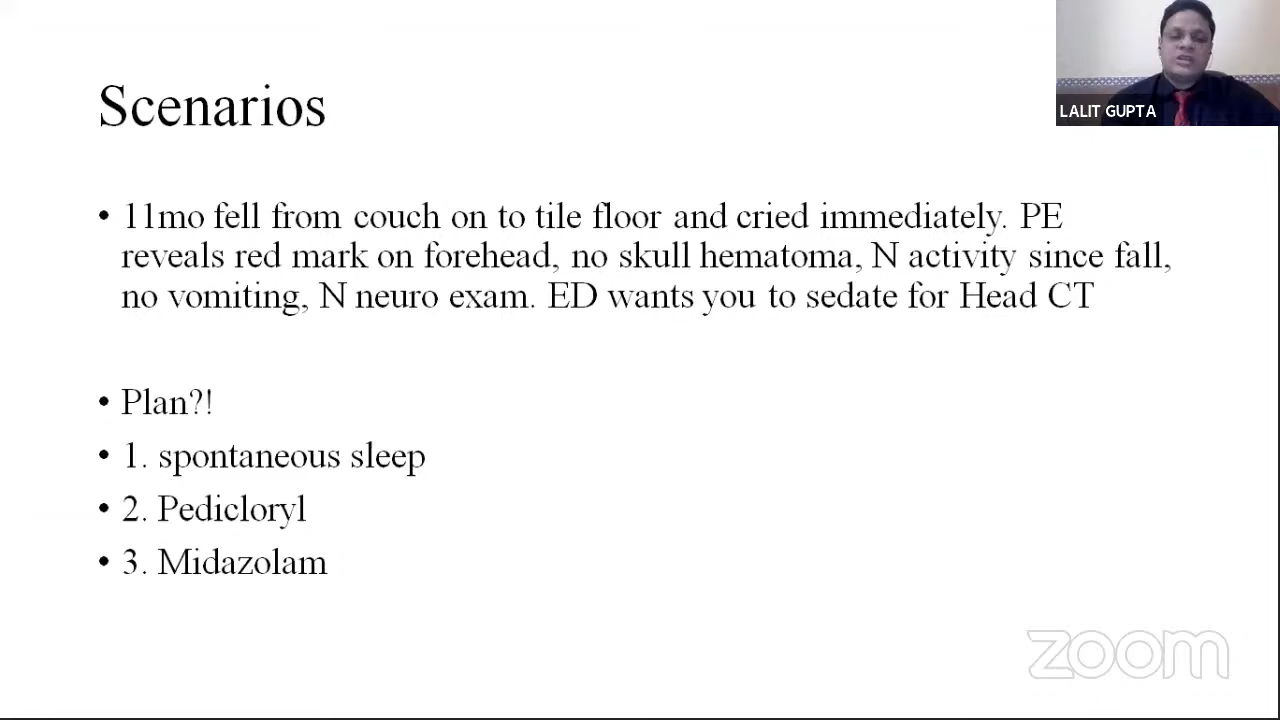 LALIT GUPTA
Scenarios
• 11mo fell from couch on to tile floor and cried immediately. PE
reveals red mark on forehead, no skull hematoma, N activity since fall,
no vomiting, N neuro exam. ED wants you to sedate for Head CT
• Plan?!
• 1. spontaneous sleep
• 2. Pedicloryl
• 3. Midazolam
zoom